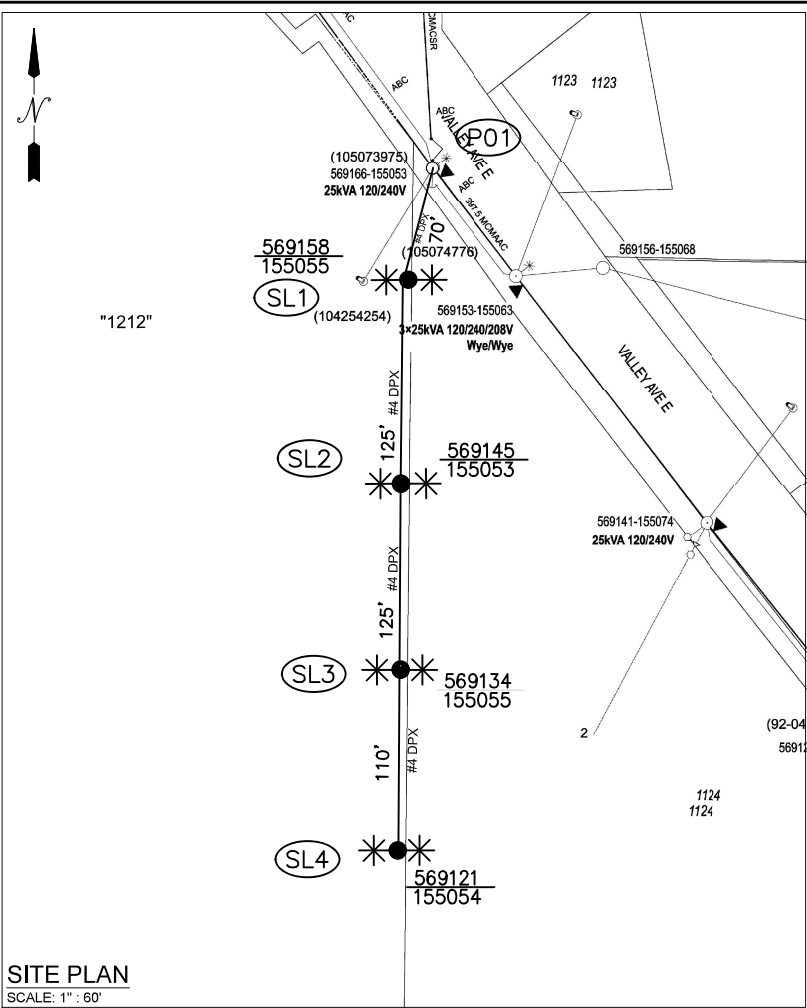 N
AC
CMACSR
ABC
ABC
VALLEY AVE E
P01
1123 1123
(105073975)
569166-155053
25kVA 120/240V
ABC
397.5 MCMAAC
#4 DPX
70'
(105074776)
569158
155055
SL1
(104254254)
569156-155068
569153-155063
3×25kVA 120/240/208V
Wye/Wye
"1212"
VALLEY AVE E
#4 DPX
125'
SL2
569145
155053
569141-155074
25kVA 120/240V
#4 DPX
125'
SL3
569134
155055
2
(92-04
56912
110'
#4 DPX
1124
1124
SL4
569121
155054
SITE PLAN
SCALE: 1" : 60'